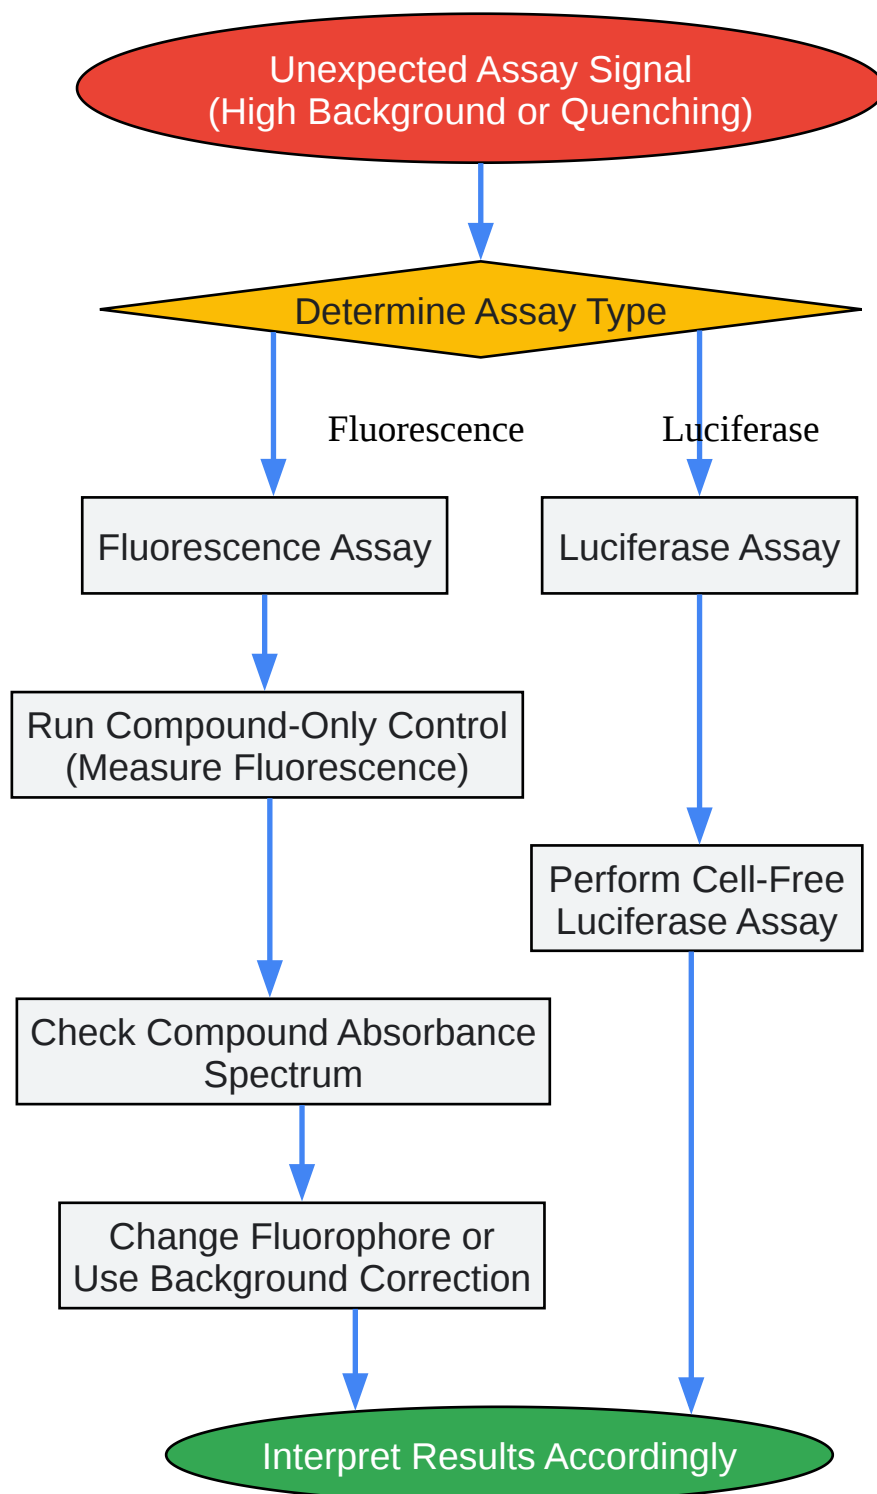 Unexpected Assay Signal
(High Background or Quenching)
Determine Assay Type
Fluorescence
Luciferase
Fluorescence Assay
Luciferase Assay
Run Compound-Only Control
(Measure Fluorescence)
Perform Cell-Free
Luciferase Assay
Check Compound Absorbance
Spectrum
Change Fluorophore or
Use Background Correction
Interpret Results Accordingly